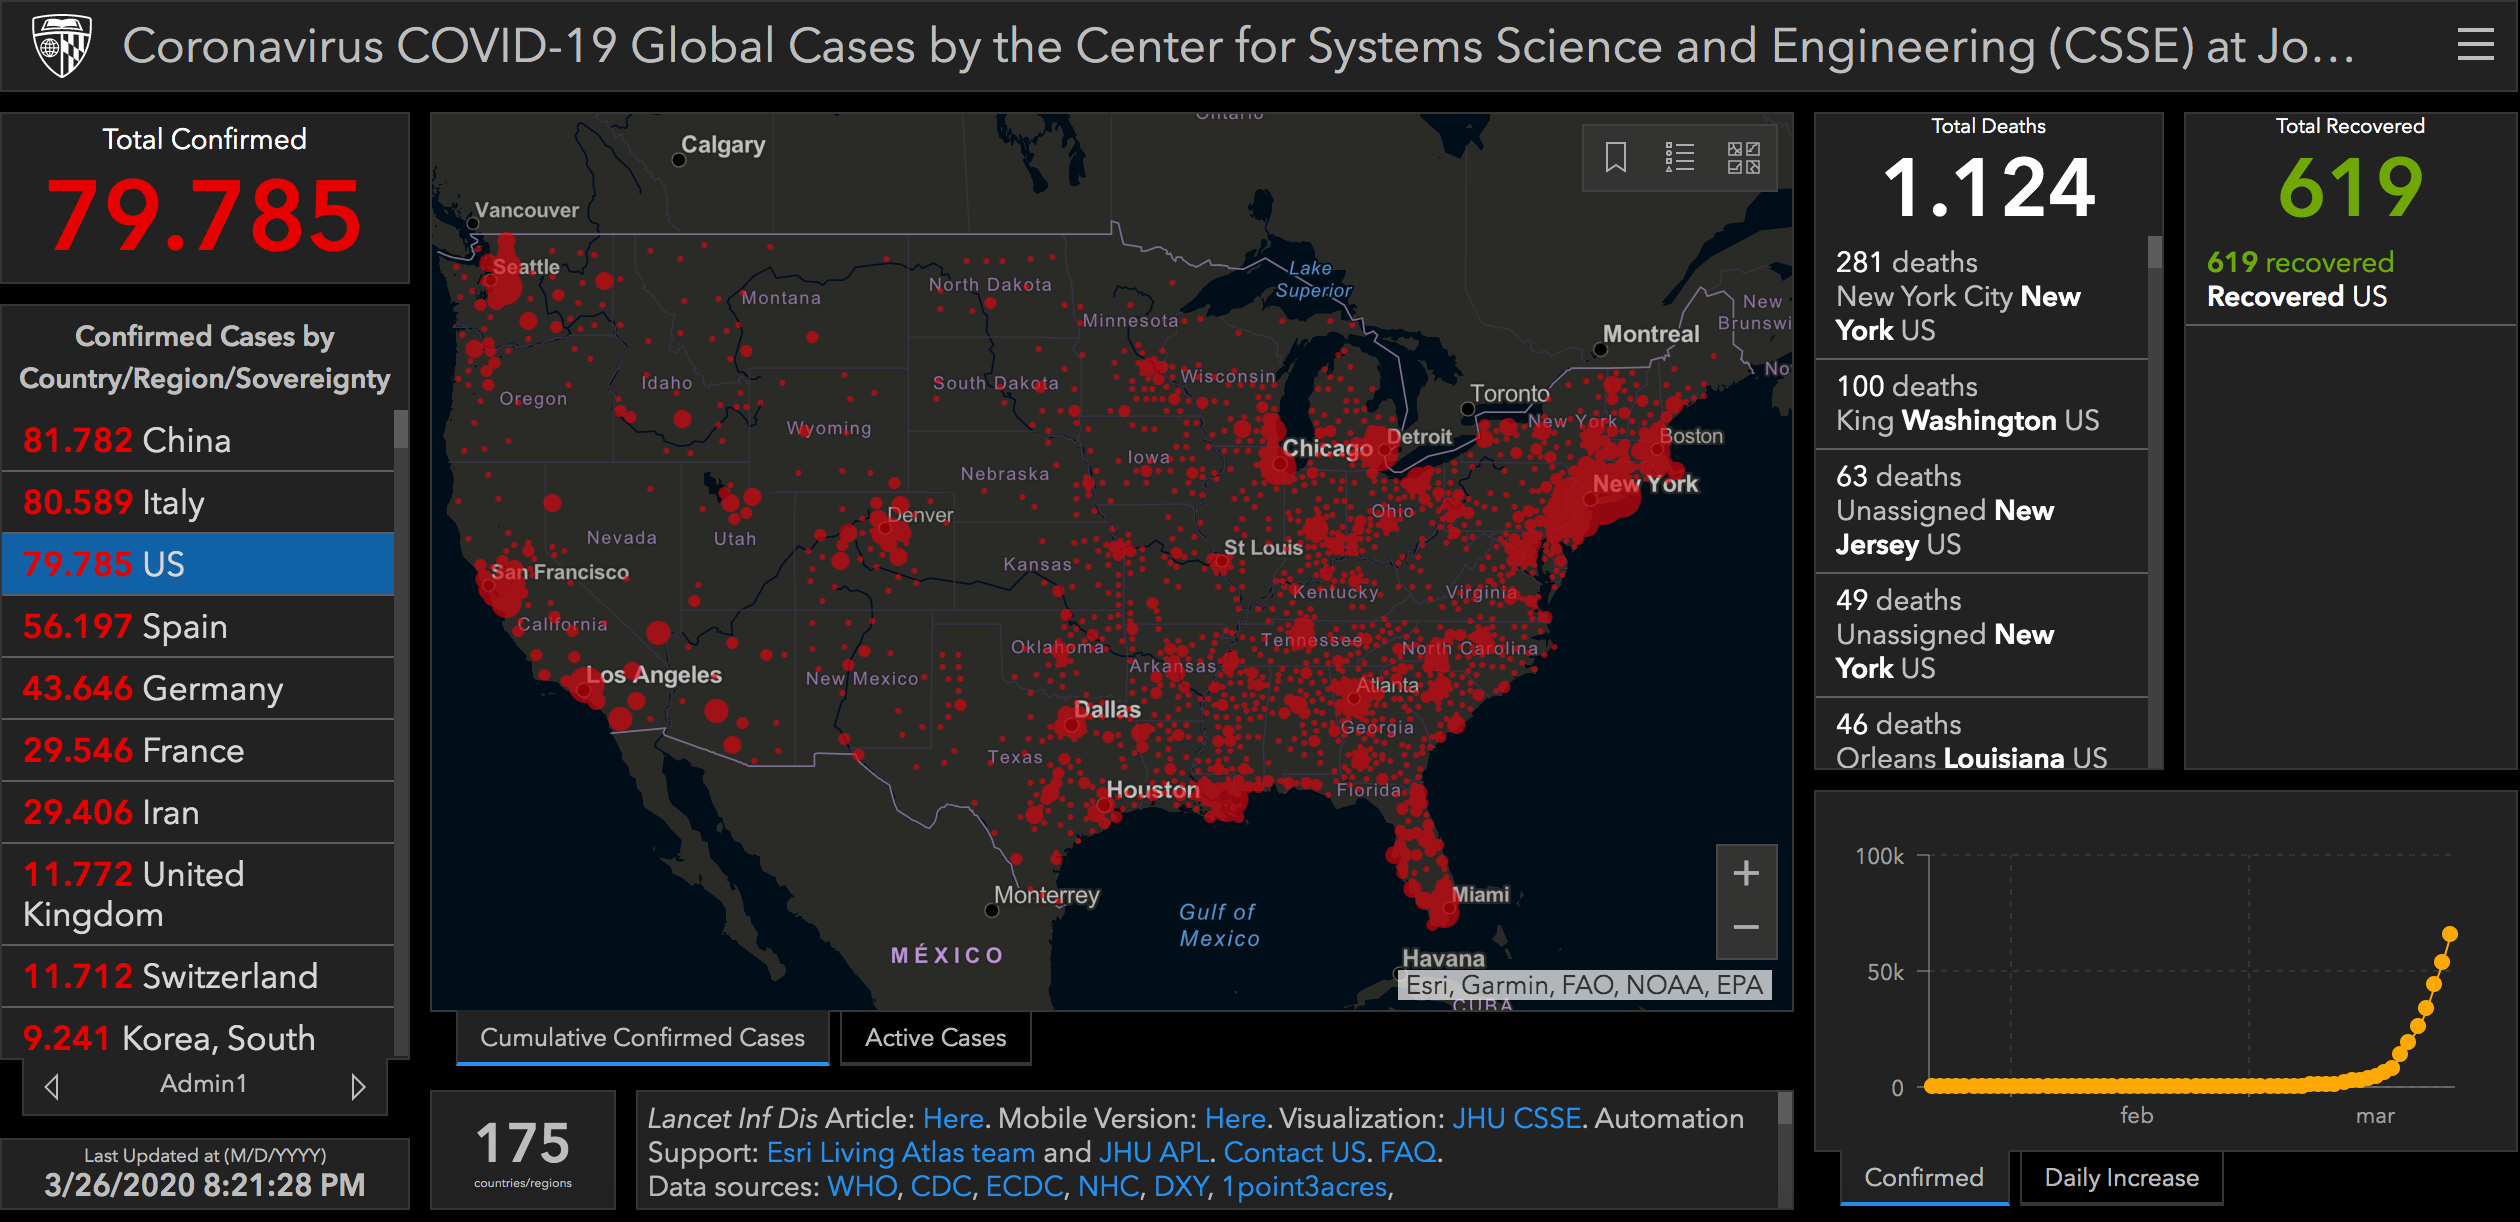 Coronavirus COVID-19 Global Cases by the Center for Systems Science and Engineering (CSSE) at Jo...
Total Confirmed
79.785
Confirmed Cases by
Country/Region/Sovereignty
81.782 China
80.589 Italy
79.785 US
56.197 Spain
43.646 Germany
29.546 France
29.406 Iran
11.772 United
Kingdom
11.712 Switzerland
9.241 Korea, South
Admin1
Last Updated at (M/D/YYYY)
3/26/2020 8:21:28 PM
Ontario
Calgary
Vancouver
Seattle
Lake
Superior
North Dakota
Montana
New
Brunswi
Minnesota
Montreal
No
Wisconsin
South Dakota
Idaho
Oregon
Toronto
New York
Wyoming
Detroit
Boston
Chicago
Iowa
Nebraska
New York
Ohio
Denver
Nevada
Utah
St Louis
Kansas
San Francisco
Kentucky
Virginia
California
Tennessee
Oklahoma
North Carolina
Arkansas
Los Angeles
New Mexico
Atlanta
Dallas
Georgia
Texas
Houston
Florida
Monterrey
Miami
Gulf of
Mexico
MÉXICO
Havana
Esri, Garmin, FAO, NOAA, EPA
CUBA
Cumulative Confirmed Cases
Active Cases
175
countries/regions
Lancet Inf Dis Article: Here. Mobile Version: Here. Visualization: JHU CSSE. Automation
Support: Esri Living Atlas team and JHU APL. Contact US. FAQ.
Data sources: WHO, CDC, ECDC, NHC, DXY, 1point3acres,
Total Deaths
1.124
281 deaths
New York City New
York US
100 deaths
King Washington US
63 deaths
Unassigned New
Jersey US
49 deaths
Unassigned New
York US
46 deaths
Orleans Louisiana US
Total Recovered
619
619 recovered
Recovered US
100k
50k
0
feb
mar
Confirmed
Daily Increase